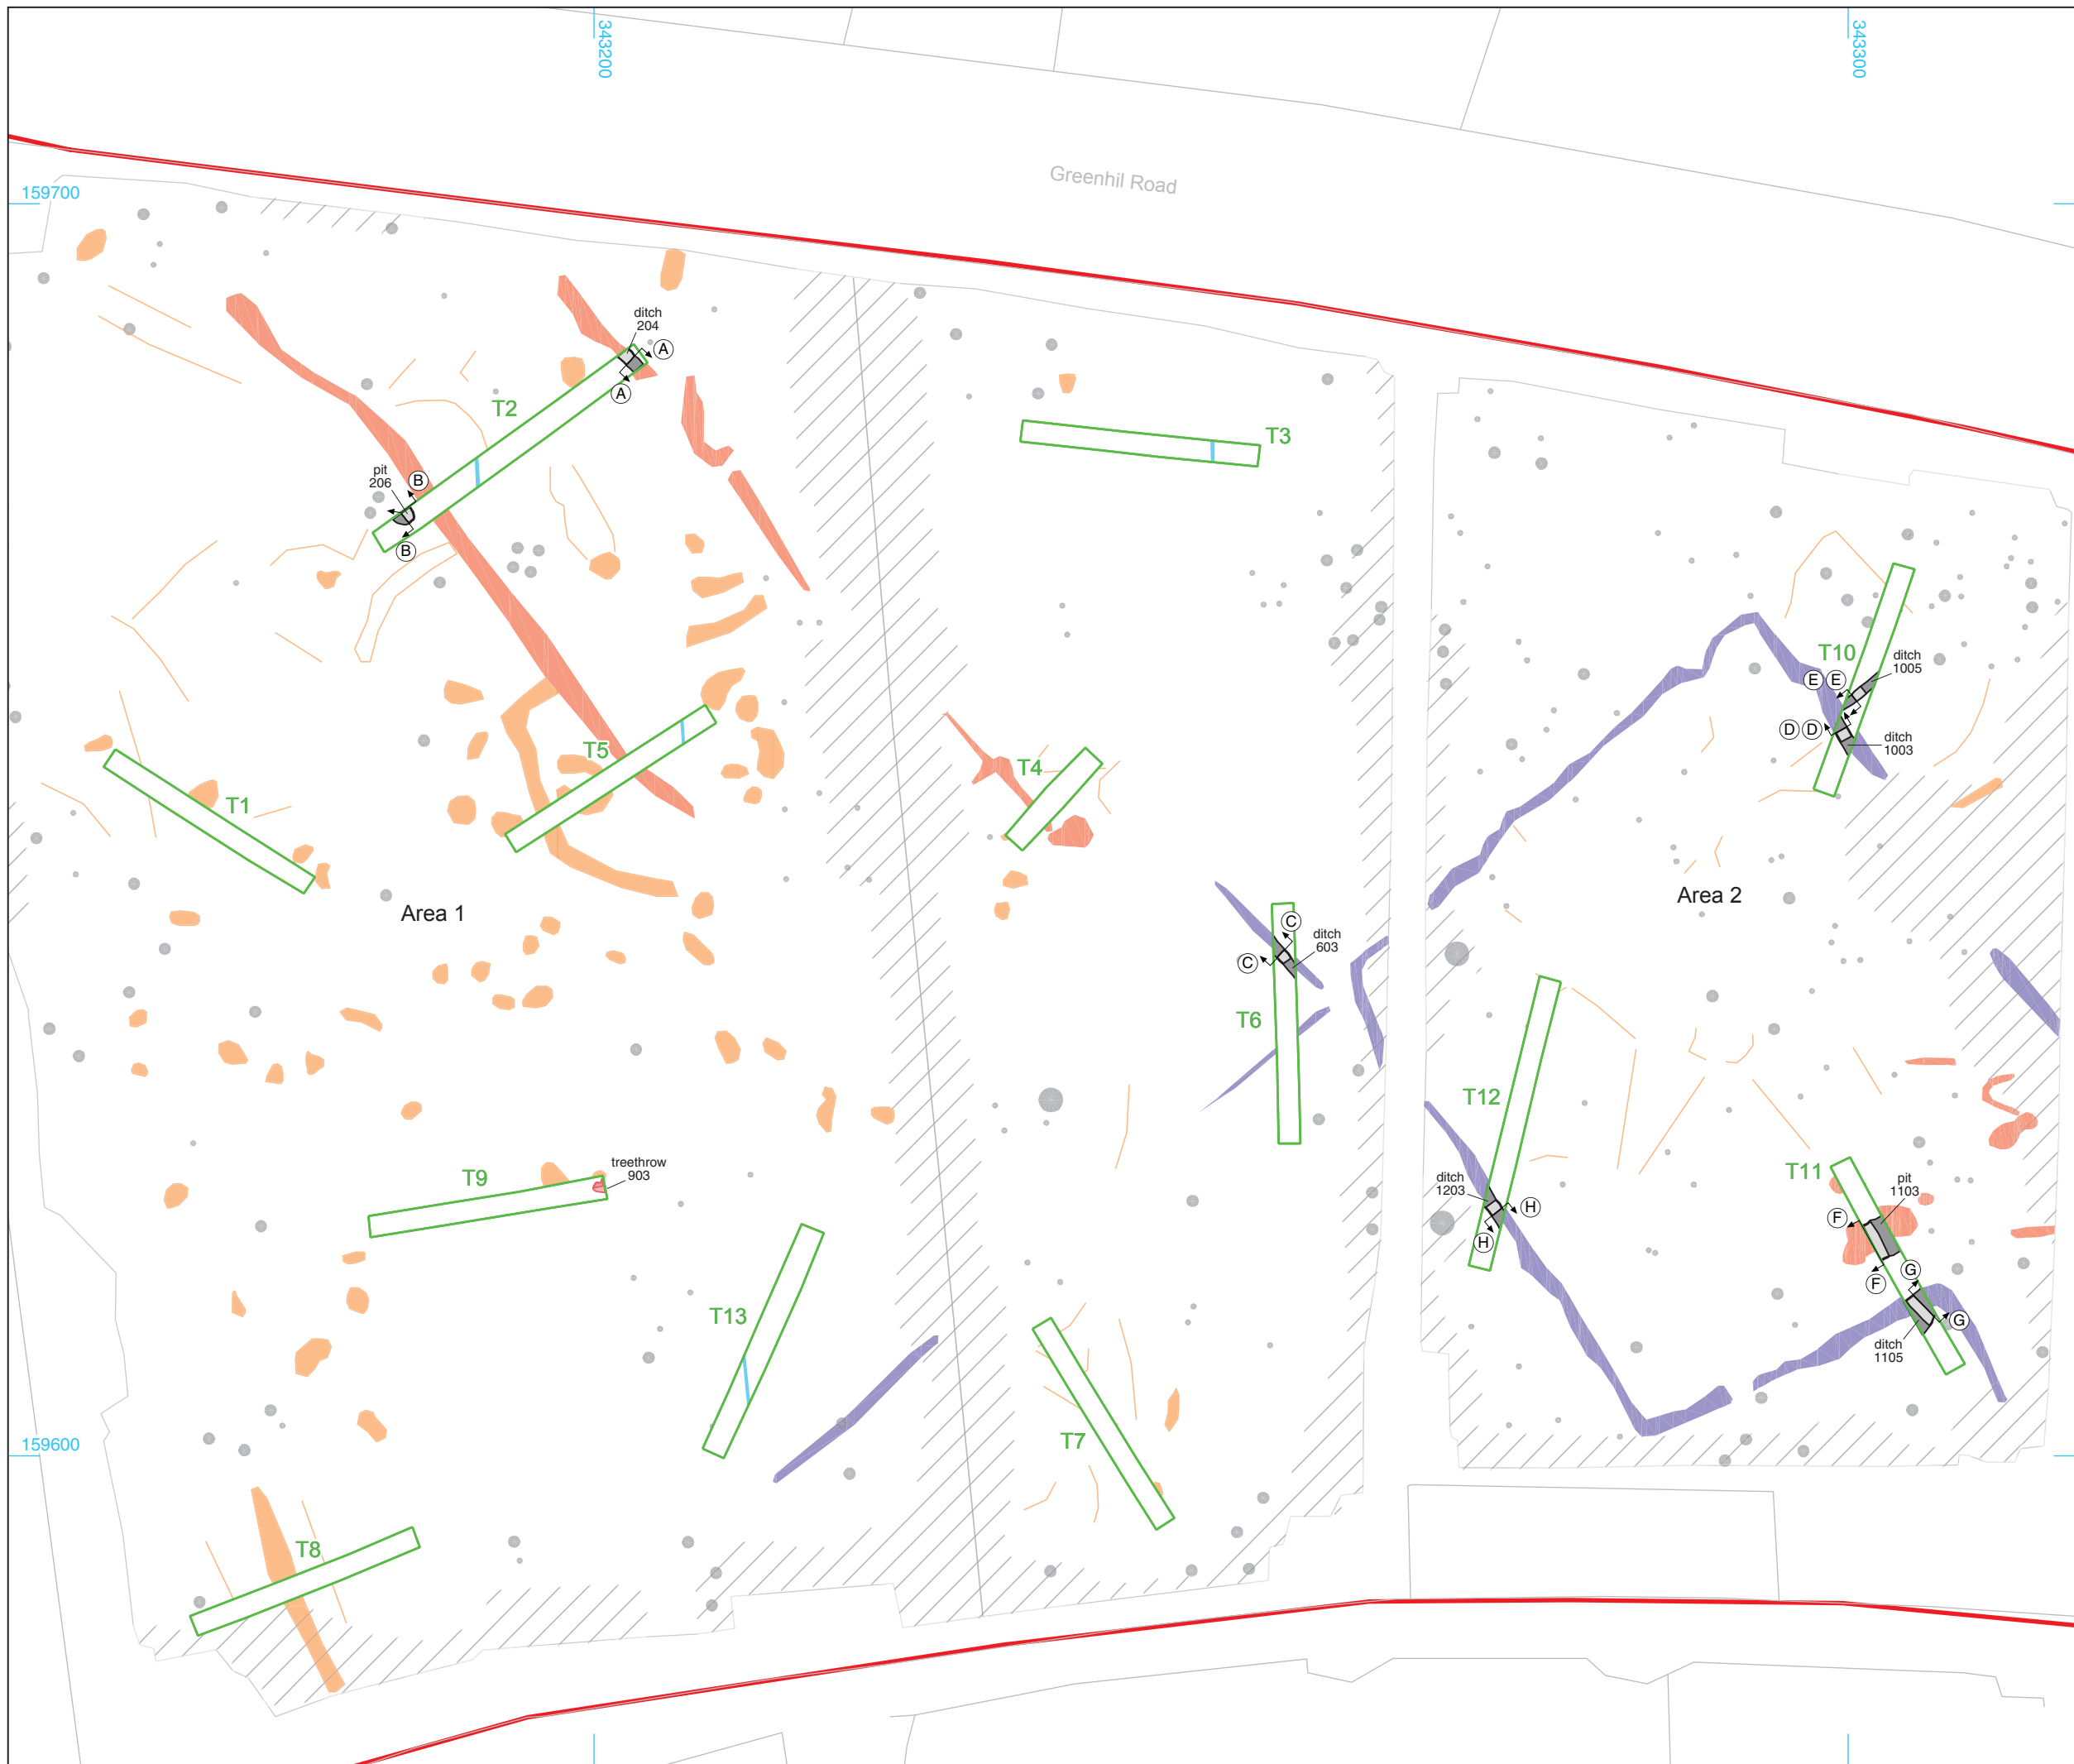 343200
343300
Greenhil Road
159700
ditch
204
A
A
T2
T3
pit
206
B
B
T10
ditch
1005
E
E
D
D
ditch
1003
T5
T4
T1
Area 1
Area 2
C
ditch
603
C
T6
T12
T9
treethrow
903
T11
pit
1103
ditch
1203
H
H
F
F
G
G
ditch
1105
T13
T7
159600
T8